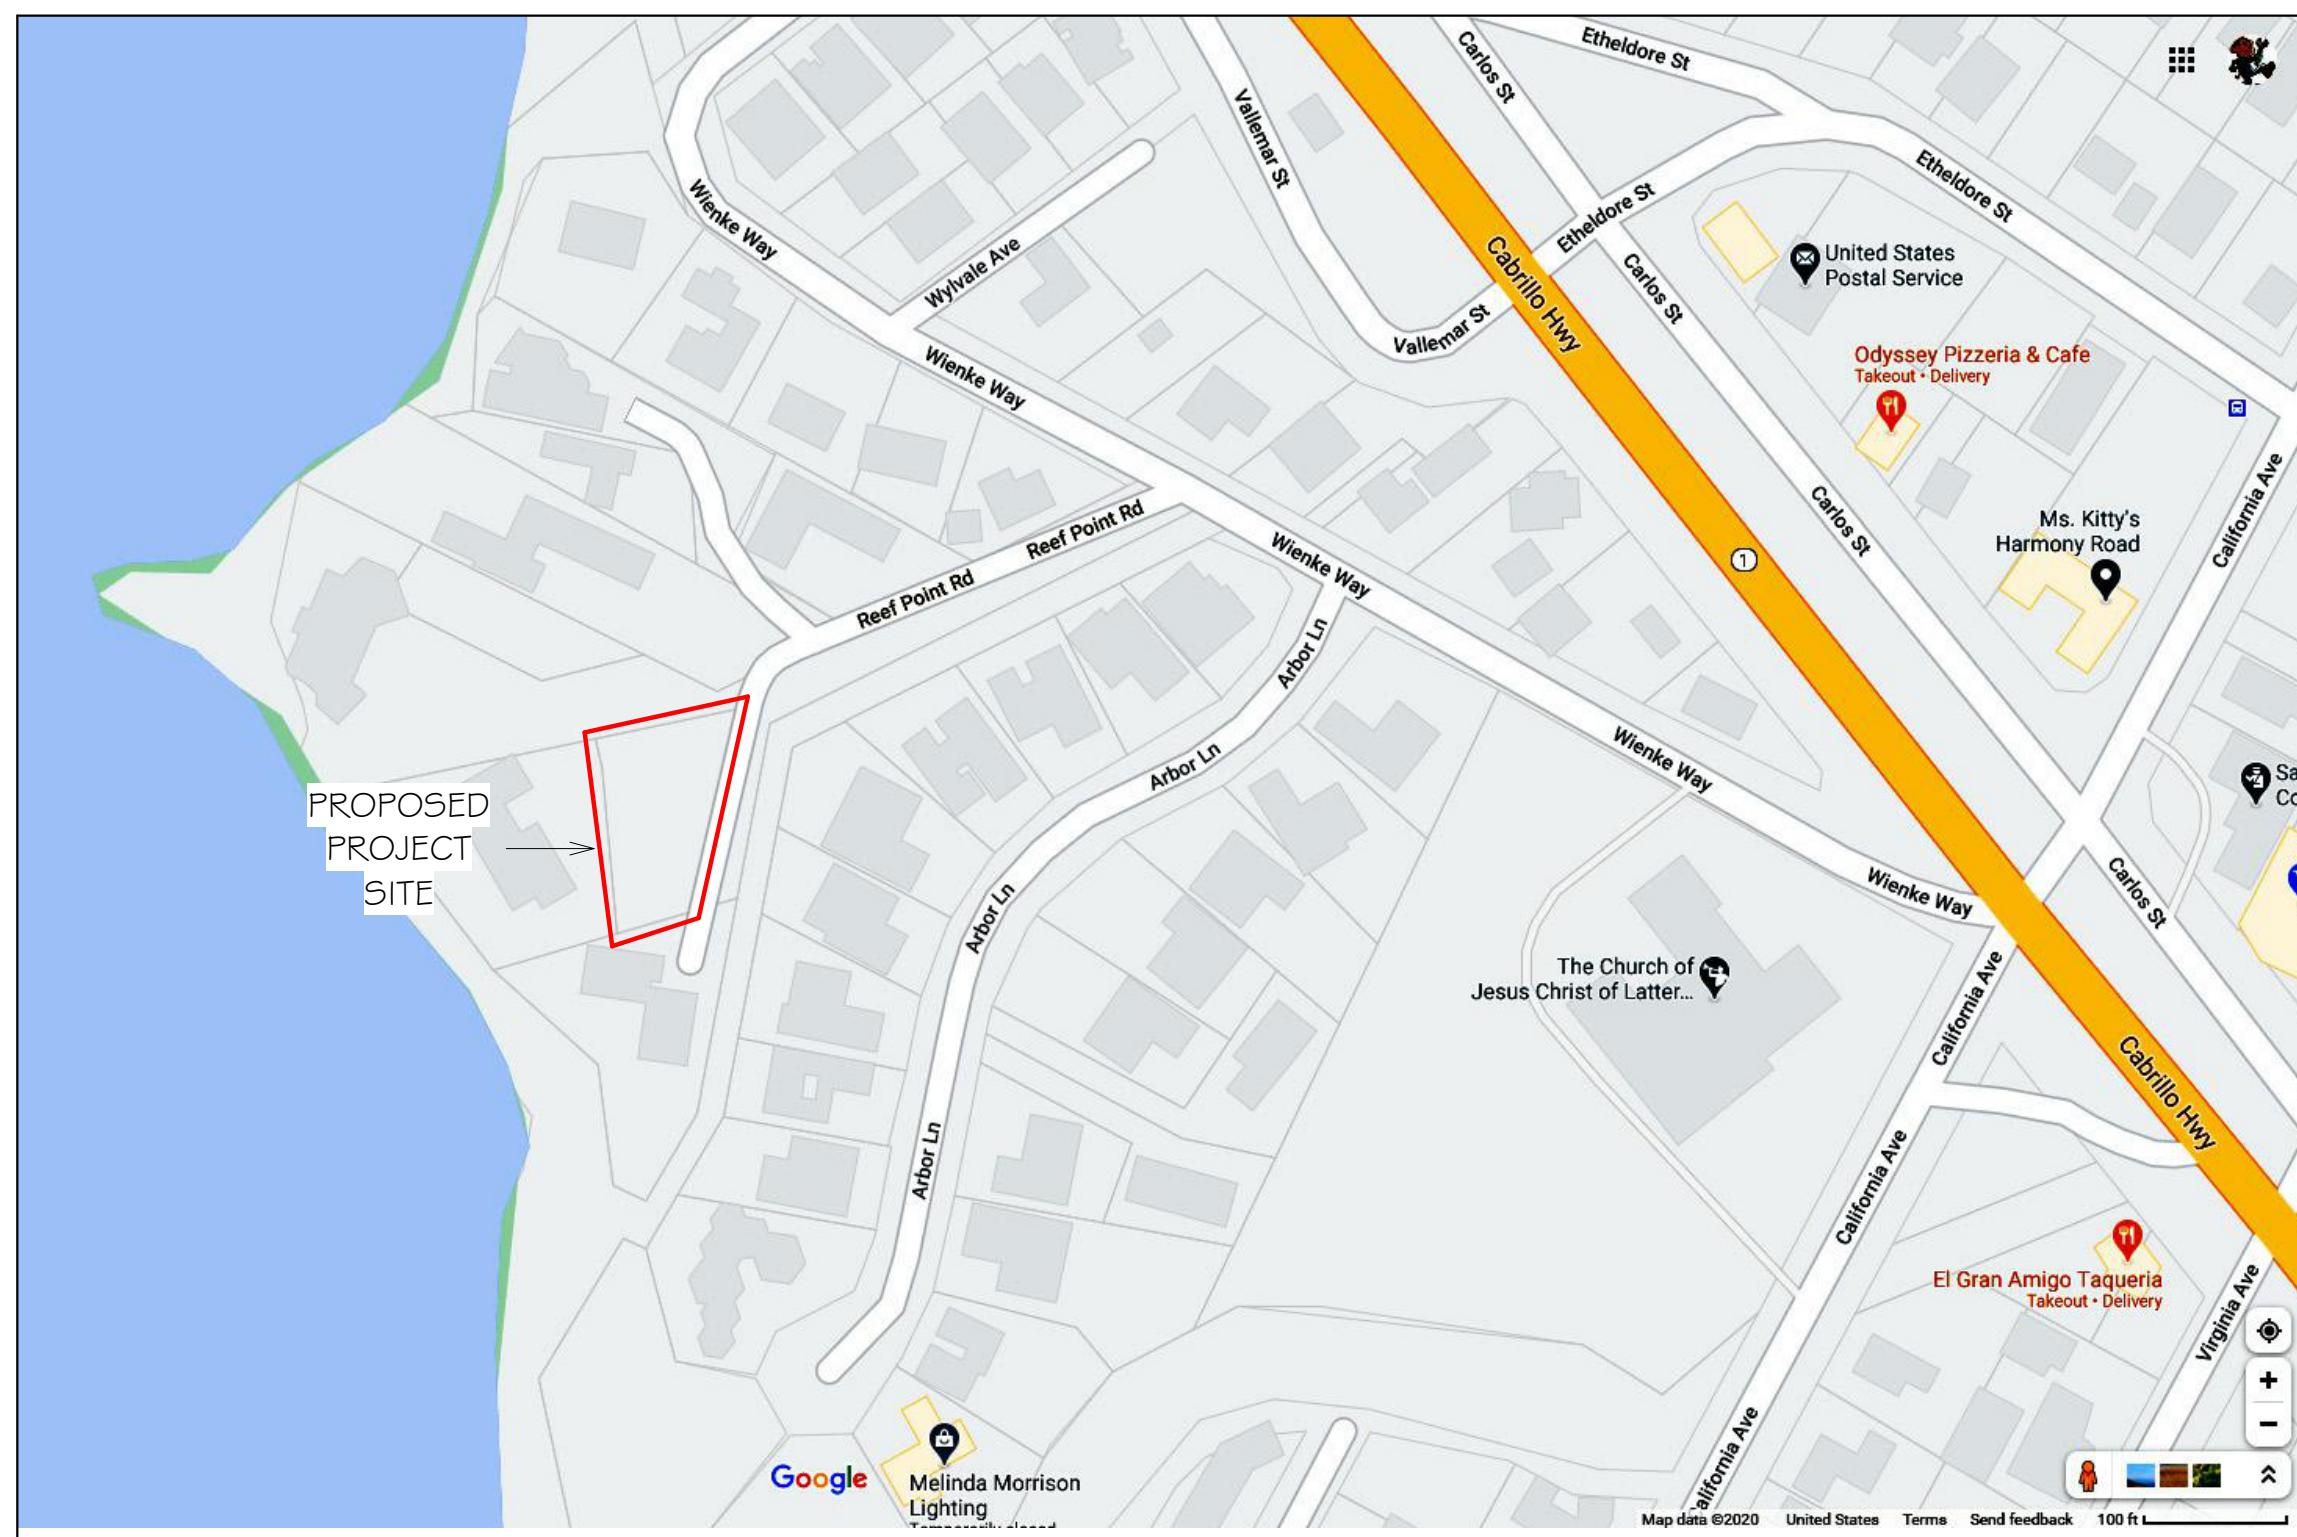 Etheldore St
Carlos St
Vallemar St
Etheldore St
Wienke Way
Etheldore St
Wylvale Ave
Cabrillo Hwy
Carlos St
United States
Postal Service
Vallemar St
Wienke Way
Odyssey Pizzeria & Cafe
Takeout • Delivery
California Ave
Carlos St
Reef Point Rd
Ms. Kitty's
Harmony Road
Wienke Way
1
Reef Point Rd
Arbor Ln
Arbor Ln
Wienke Way
Sa
Co
PROPOSED
PROJECT
SITE
Arbor Ln
Wienke Way
Carlos St
The Church of
Jesus Christ of Latter...
California Ave
Cabrillo Hwy
Arbor Ln
California Ave
El Gran Amigo Taqueria
Takeout • Delivery
Virginia Ave
California Ave
Google
Melinda Morrison
Lighting
Temporarily closed
Map data ©2020 United States Terms Send feedback 100 ft